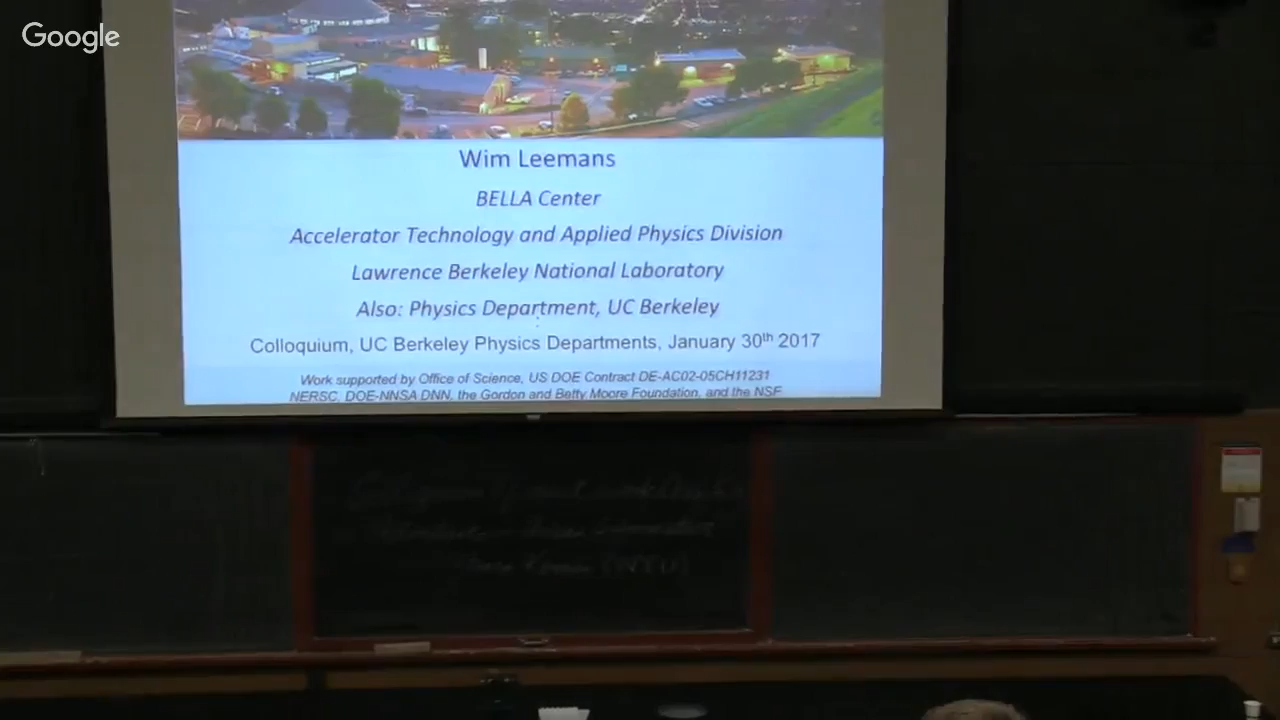 Google
Wim Leemans
BELLA Center
Accelerator Technology and Applied Physics Division
Lawrence Berkeley National Laboratory
Also: Physics Department, UC Berkeley
Colloquium, UC Berkeley Physics Departments, January 30th 2017
Work supported by Office of Science, US DOE Contract DE-AC02-05CH11231
NERSC, DOE-NNSA DNN, the Gordon and Betty Moore Foundation, and the NSF